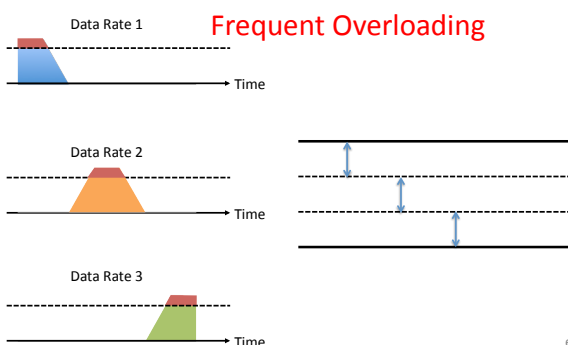 Data Rate 1
Frequent Overloading
Time
Data Rate 2
Time
Data Rate 3
Time